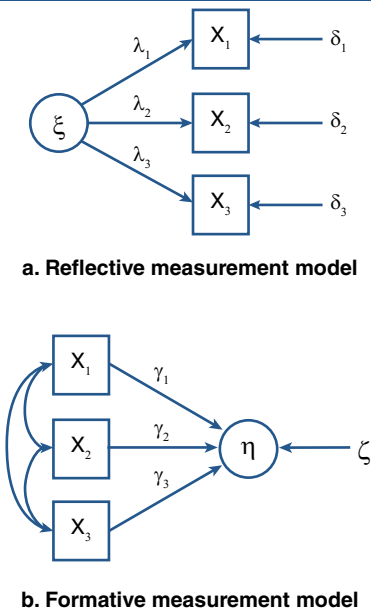 λ₁ X₁ δ₁
ξ λ₂ X₂ δ₂
λ₃ X₃ δ₃
a. Reflective measurement model
X₁ γ₁
X₂ γ₂ η ζ
X₃ γ₃
b. Formative measurement model